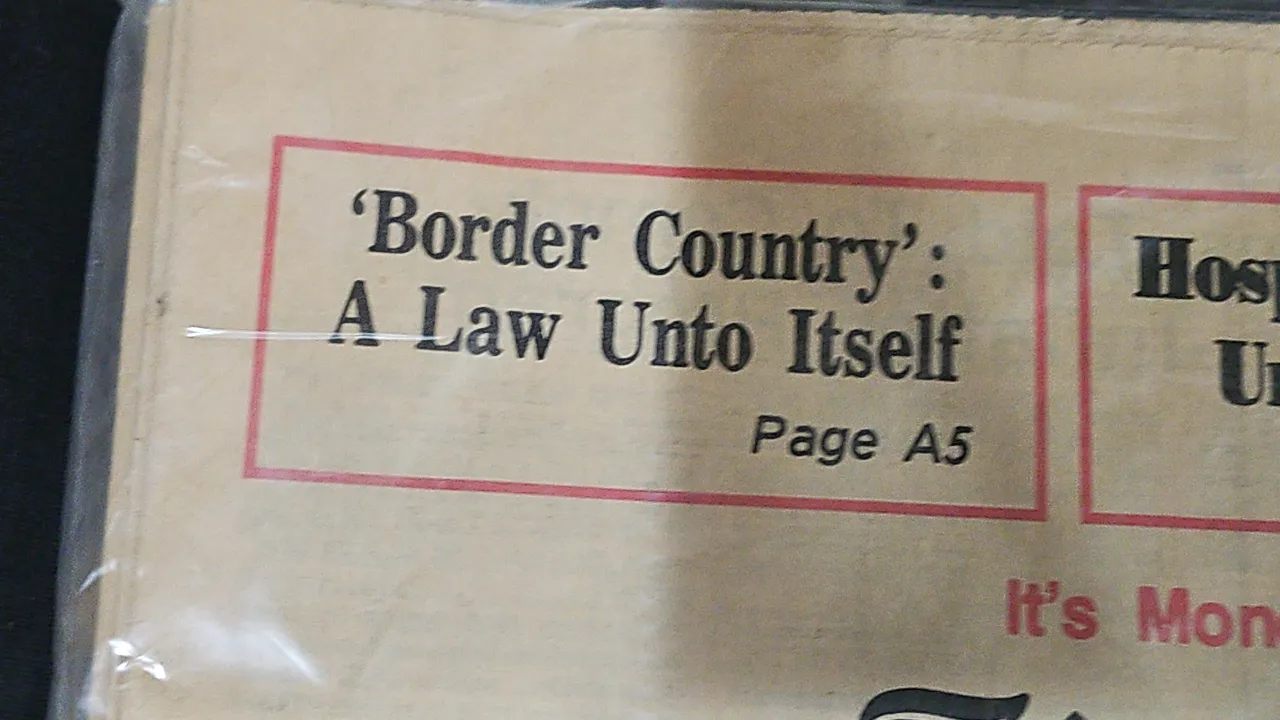 ‘Border Country’:
A Law Unto Itself
Page A5
It's